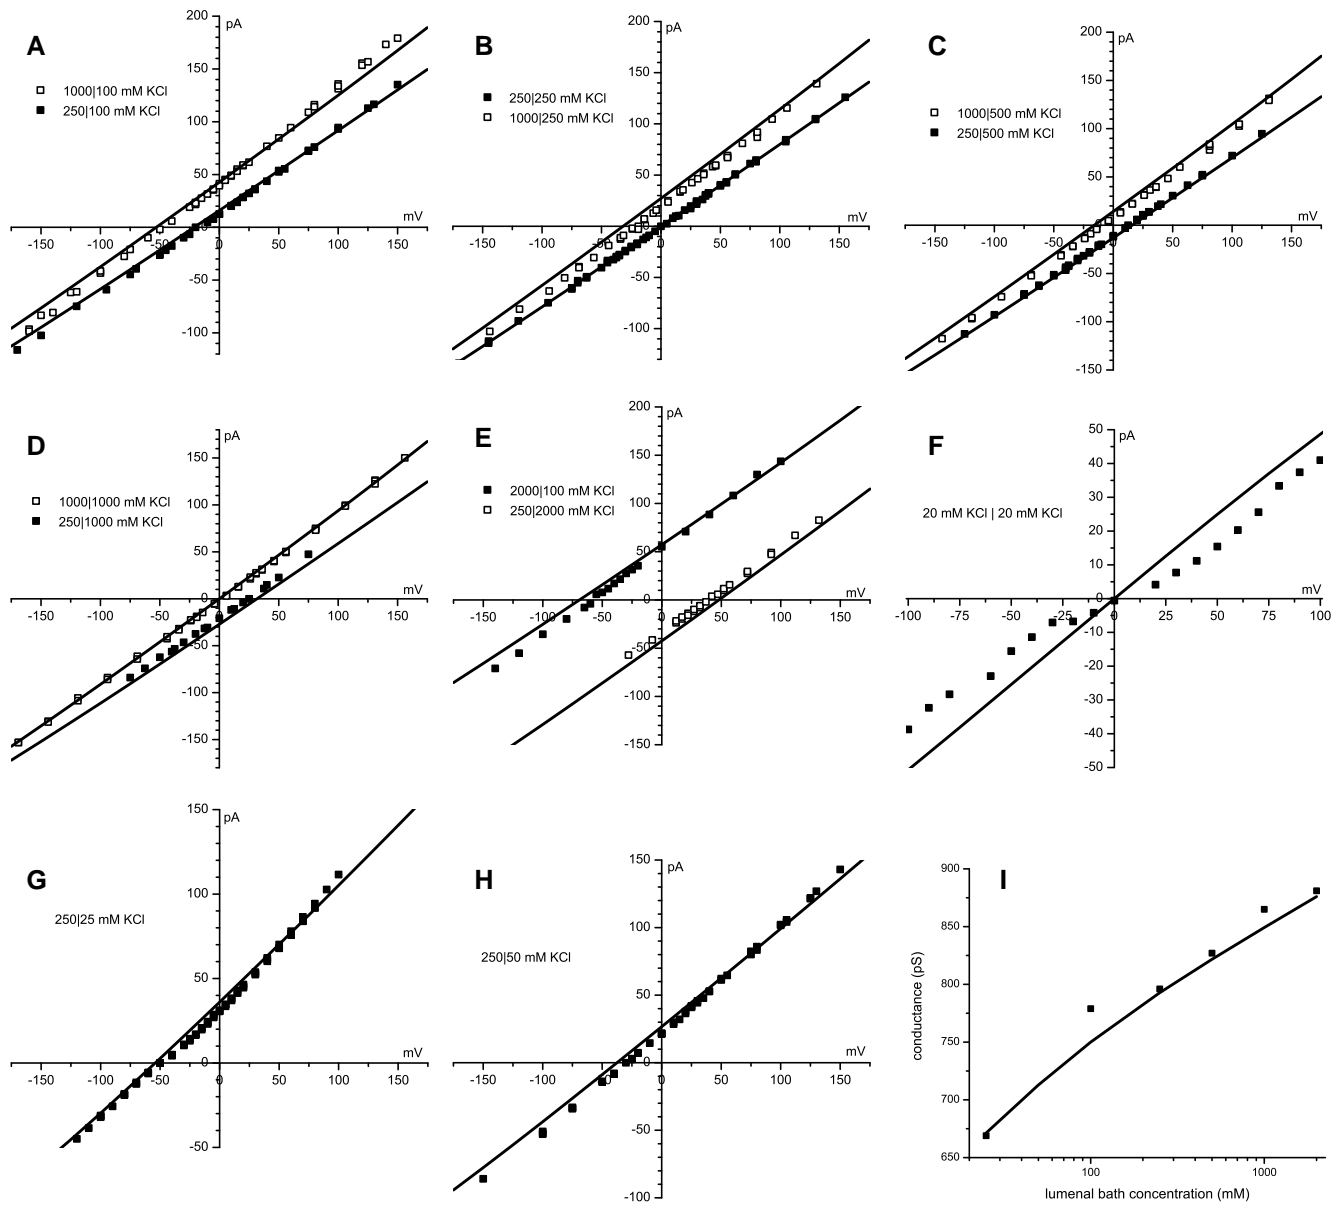 A
pA
1000|100 mM KCl
250|100 mM KCl
200
150
100
50
-50
-100
-150 -100 -50 0 50 100 150
mV
B
pA
250|250 mM KCl
1000|250 mM KCl
200
150
100
50
-50
-100
-150 -100 -50 0 50 100 150
mV
C
pA
1000|500 mM KCl
250|500 mM KCl
200
150
100
50
-50
-100
-150
-150 -100 -50 0 50 100 150
mV
D
pA
1000|1000 mM KCl
250|1000 mM KCl
150
100
50
-50
-100
-150
-150 -100 -50 0 50 100 150
mV
E
pA
2000|100 mM KCl
250|2000 mM KCl
200
150
100
50
-50
-100
-150
-150 -100 -50 0 50 100 150
mV
F
pA
20 mM KCl | 20 mM KCl
50
40
30
20
10
-10
-20
-30
-40
-50
-100 -75 -50 -25 0 25 50 75 100
mV
G
pA
250|25 mM KCl
150
100
50
-50
-150 -100 -50 0 50 100 150
mV
H
pA
250|50 mM KCl
150
100
50
-50
-100
-150 -100 -50 0 50 100 150
mV
I
conductance (pS)
900
850
800
750
700
650
100 1000
lumenal bath concentration (mM)